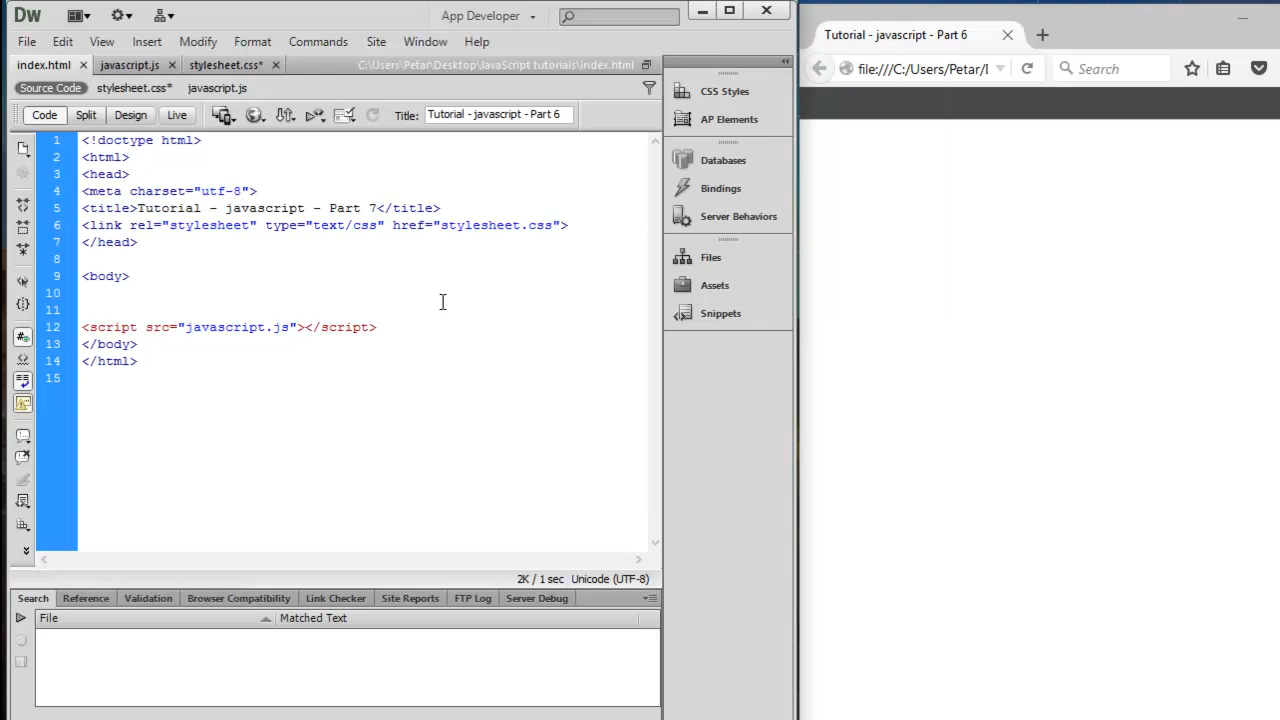 Dw
App Developer
File Edit View Insert Modify Format Commands Site Window Help
index.html javascript.js stylesheet.css* C:\Users\Petar\Desktop\JavaScript tutorials\index.html
Source Code stylesheet.css* javascript.js
Code Split Design Live Title: Tutorial - javascript - Part 6
1 <!doctype html>
2 <html>
3 <head>
4 <meta charset="utf-8">
5 <title>Tutorial - javascript - Part 7</title>
6 <link rel="stylesheet" type="text/css" href="stylesheet.css">
7 </head>
8
9 <body>
10
11
12 <script src="javascript.js"></script>
13 </body>
14 </html>
15
2K / 1 sec Unicode (UTF-8)
Search Reference Validation Browser Compatibility Link Checker Site Reports FTP Log Server Debug
File Matched Text
CSS Styles
AP Elements
Databases
Bindings
Server Behaviors
Files
Assets
Snippets
Tutorial - javascript - Part 6
file:///C:/Users/Petar/ Search